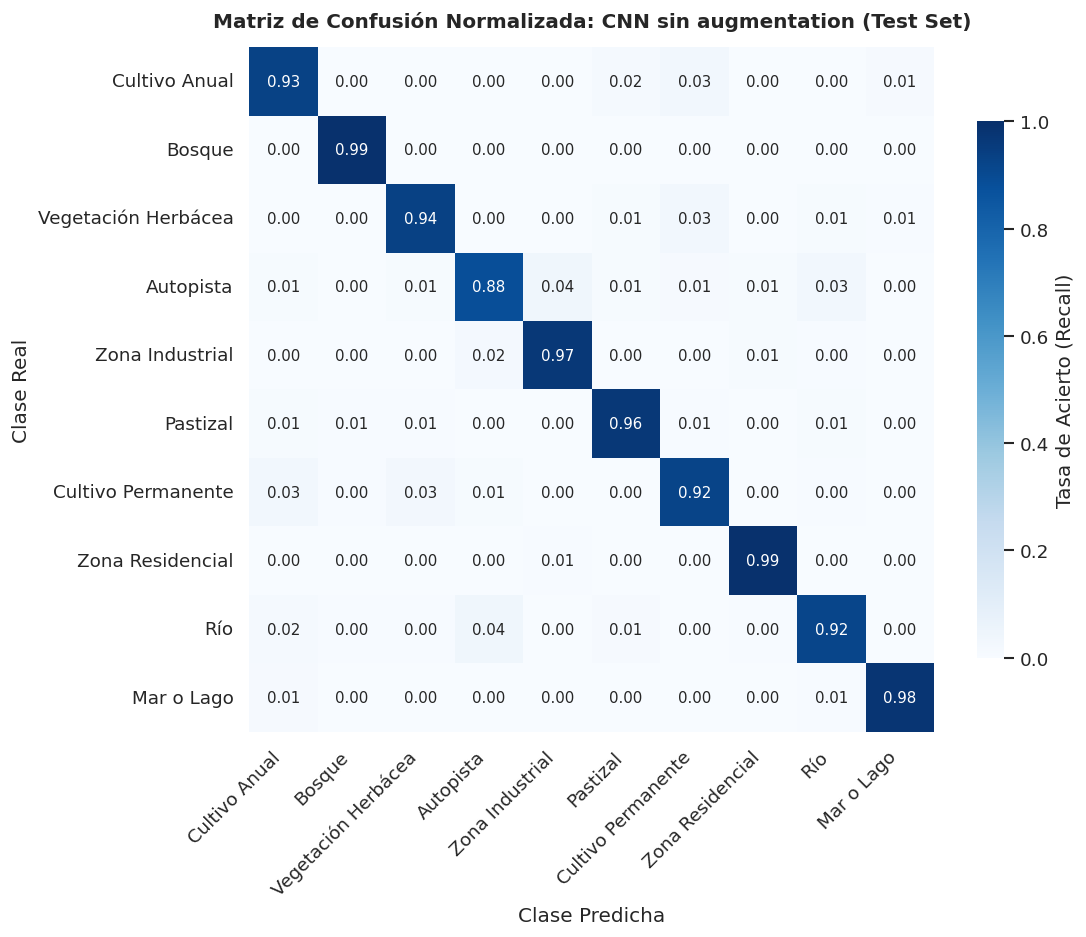 Matriz de Confusión Normalizada: CNN sin augmentation (Test Set)
Clase Real
Cultivo Anual 0.93 0.00 0.00 0.00 0.00 0.02 0.03 0.00 0.00 0.01
Bosque 0.00 0.99 0.00 0.00 0.00 0.00 0.00 0.00 0.00 0.00
Vegetación Herbácea 0.00 0.00 0.94 0.00 0.00 0.01 0.03 0.00 0.01 0.01
Autopista 0.01 0.00 0.01 0.88 0.04 0.01 0.01 0.01 0.03 0.00
Zona Industrial 0.00 0.00 0.00 0.02 0.97 0.00 0.00 0.01 0.00 0.00
Pastizal 0.01 0.01 0.01 0.00 0.00 0.96 0.01 0.00 0.01 0.00
Cultivo Permanente 0.03 0.00 0.03 0.01 0.00 0.00 0.92 0.00 0.00 0.00
Zona Residencial 0.00 0.00 0.00 0.00 0.01 0.00 0.00 0.99 0.00 0.00
Río 0.02 0.00 0.00 0.04 0.00 0.01 0.00 0.00 0.92 0.00
Mar o Lago 0.01 0.00 0.00 0.00 0.00 0.00 0.00 0.00 0.01 0.98
Cultivo Anual
Bosque
Vegetación Herbácea
Autopista
Zona Industrial
Pastizal
Cultivo Permanente
Zona Residencial
Río
Mar o Lago
Clase Predicha
1.0
0.8
0.6
0.4
0.2
0.0
Tasa de Acierto (Recall)